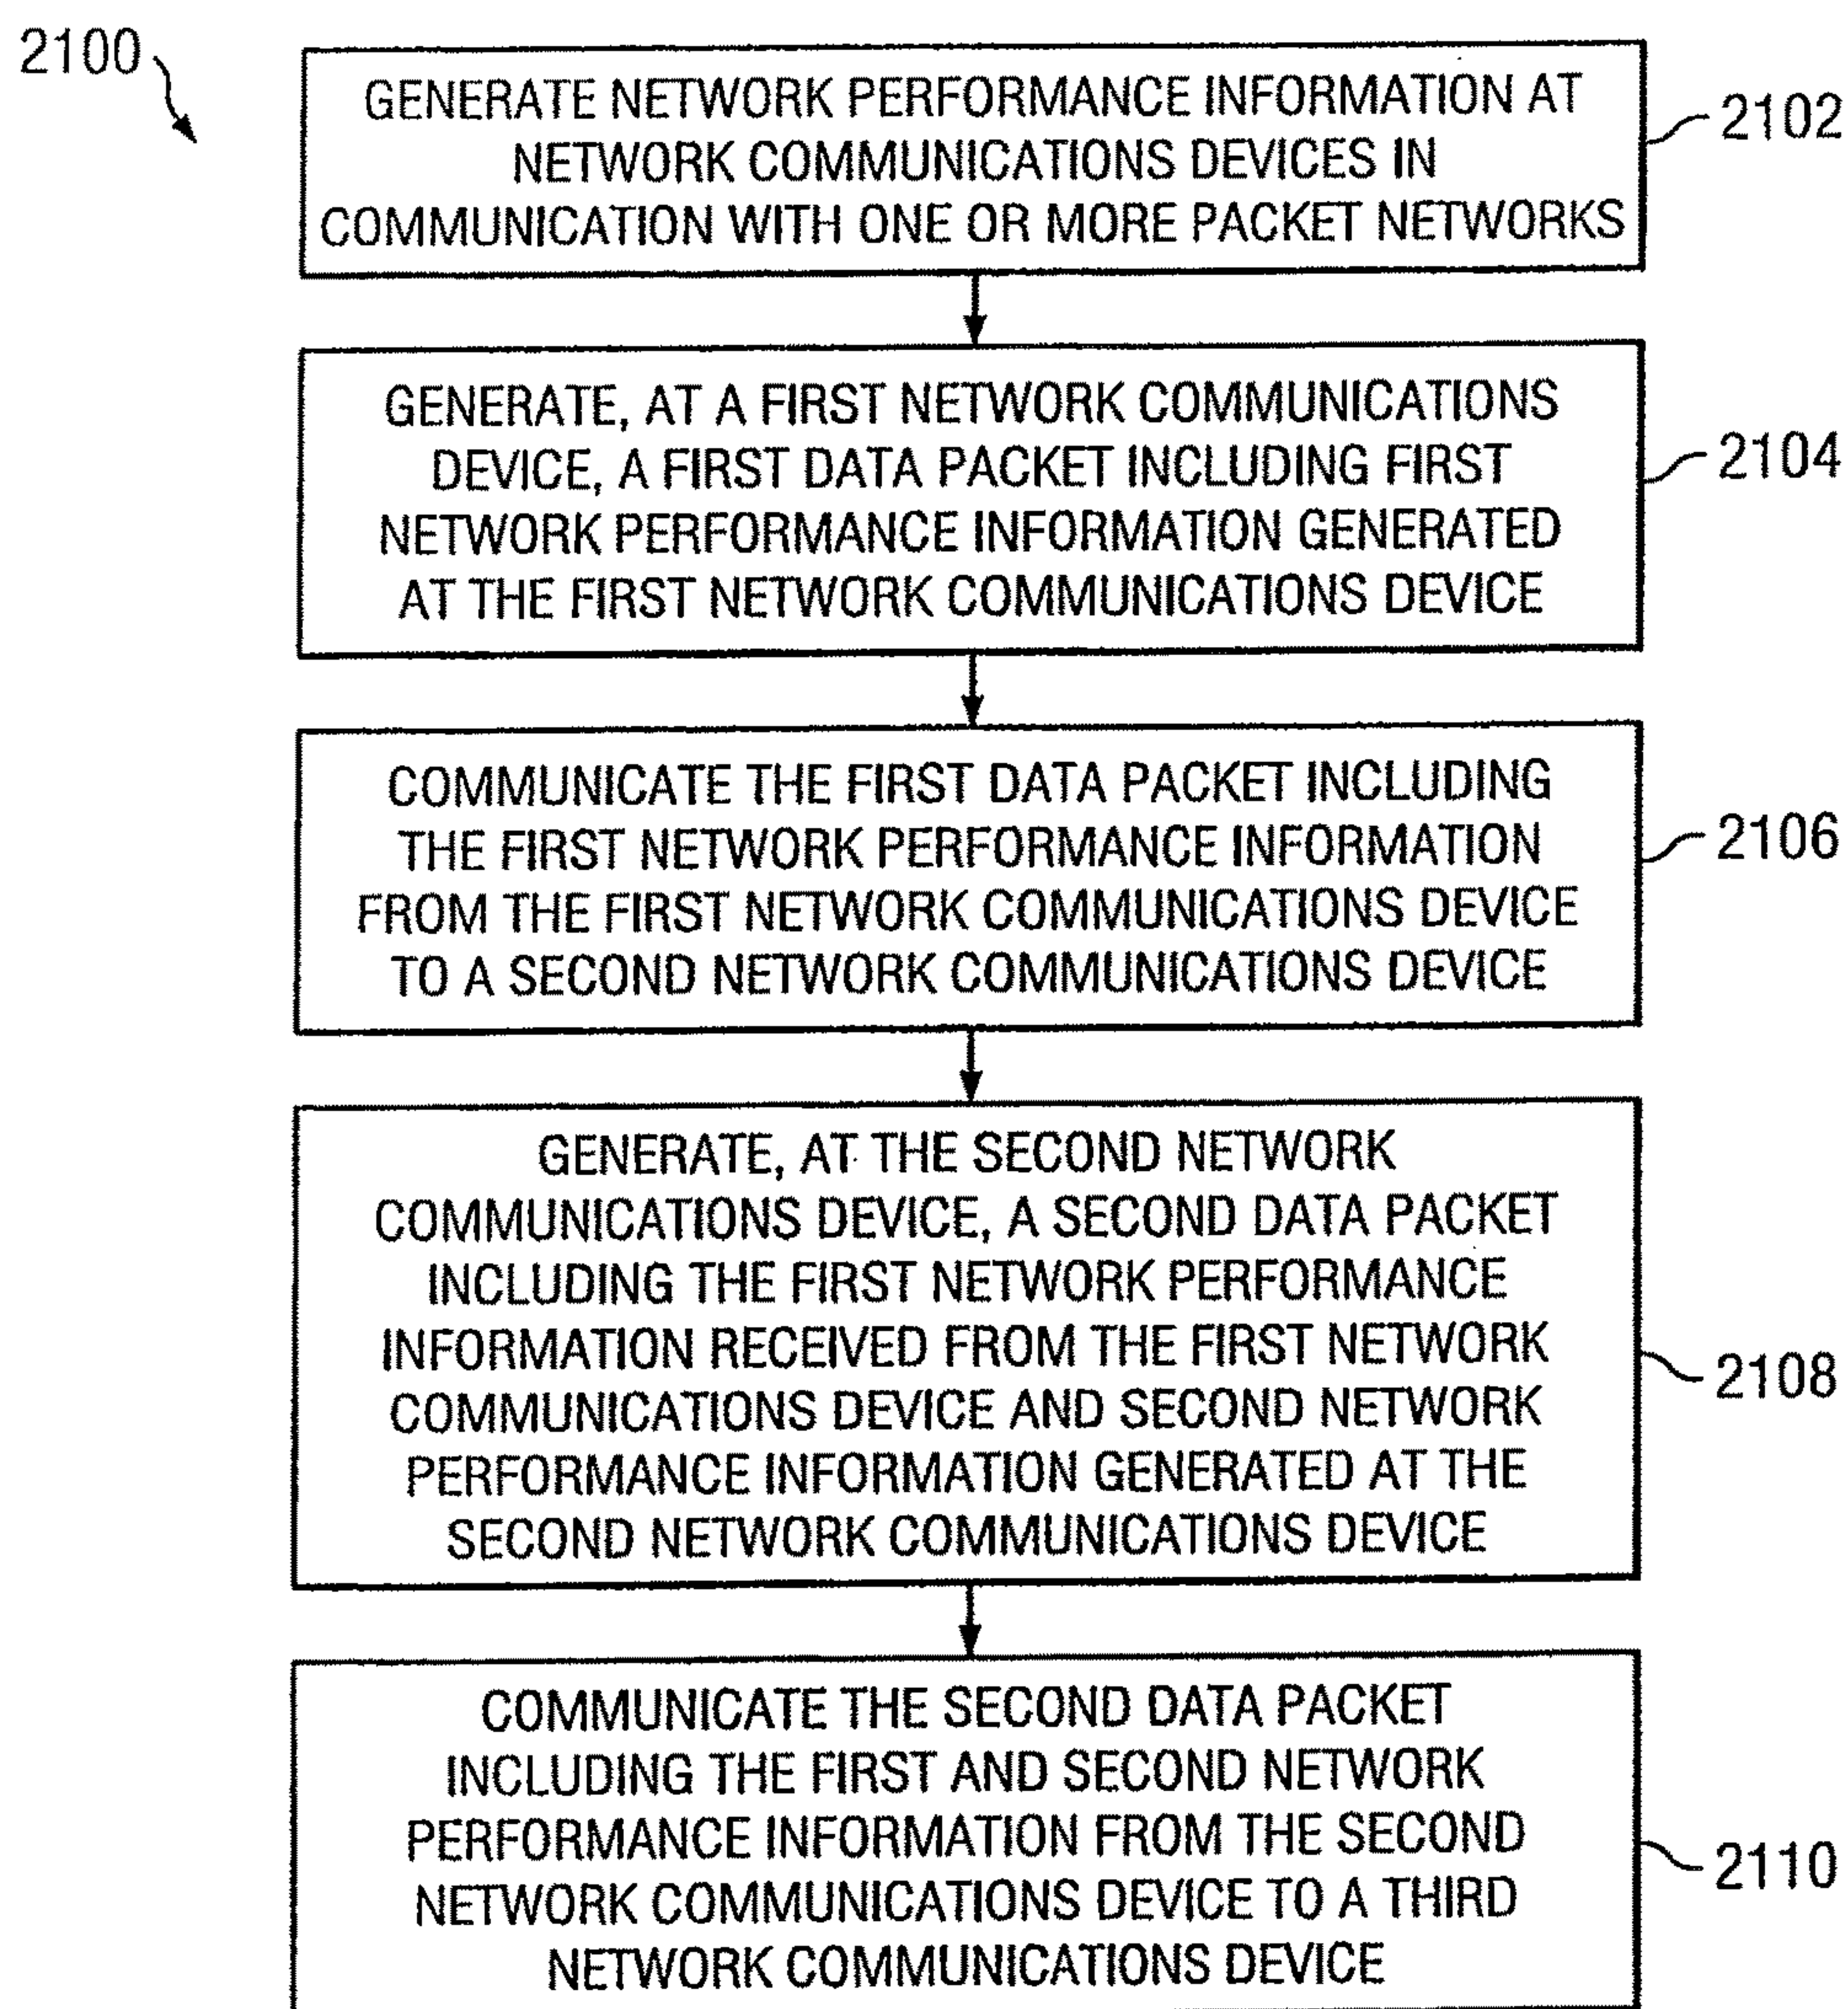 2100
GENERATE NETWORK PERFORMANCE INFORMATION AT
NETWORK COMMUNICATIONS DEVICES IN
COMMUNICATION WITH ONE OR MORE PACKET NETWORKS
2102
GENERATE, AT A FIRST NETWORK COMMUNICATIONS
DEVICE, A FIRST DATA PACKET INCLUDING FIRST
NETWORK PERFORMANCE INFORMATION GENERATED
AT THE FIRST NETWORK COMMUNICATIONS DEVICE
2104
COMMUNICATE THE FIRST DATA PACKET INCLUDING
THE FIRST NETWORK PERFORMANCE INFORMATION
FROM THE FIRST NETWORK COMMUNICATIONS DEVICE
TO A SECOND NETWORK COMMUNICATIONS DEVICE
2106
GENERATE, AT THE SECOND NETWORK
COMMUNICATIONS DEVICE, A SECOND DATA PACKET
INCLUDING THE FIRST NETWORK PERFORMANCE
INFORMATION RECEIVED FROM THE FIRST NETWORK
COMMUNICATIONS DEVICE AND SECOND NETWORK
PERFORMANCE INFORMATION GENERATED AT THE
SECOND NETWORK COMMUNICATIONS DEVICE
2108
COMMUNICATE THE SECOND DATA PACKET
INCLUDING THE FIRST AND SECOND NETWORK
PERFORMANCE INFORMATION FROM THE SECOND
NETWORK COMMUNICATIONS DEVICE TO A THIRD
NETWORK COMMUNICATIONS DEVICE
2110